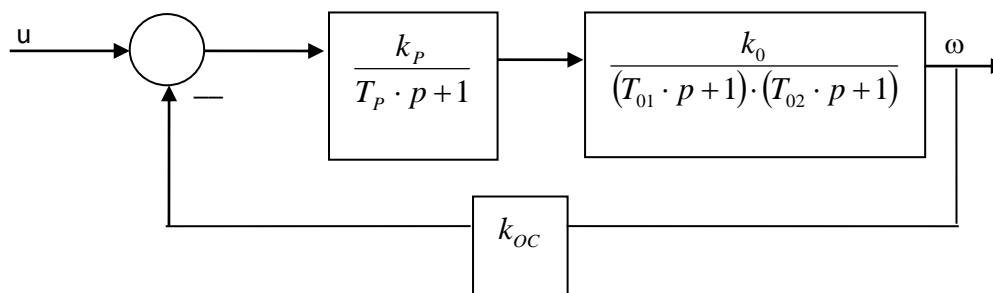 u
k_P
T_P · p + 1
k_0
(T_01 · p + 1) · (T_02 · p + 1)
ω
—
k_OC